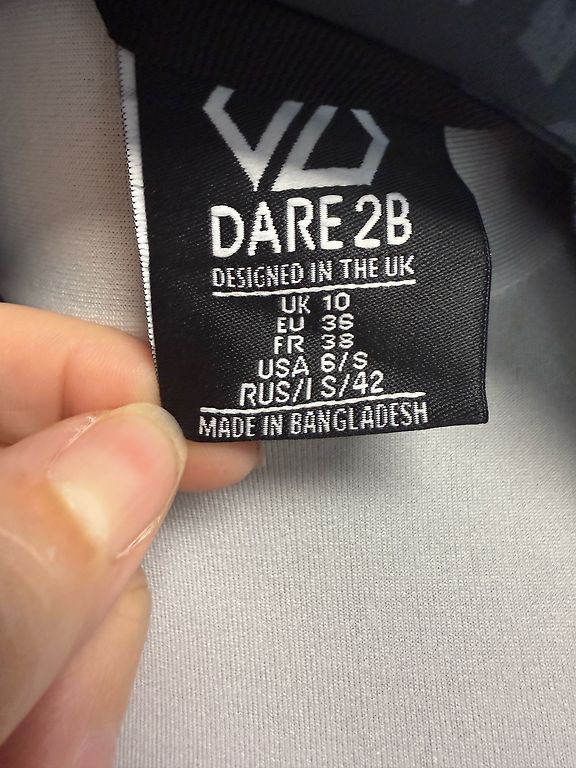 DARE 2B
DESIGNED IN THE UK
UK 10
EU 36
FR 38
USA 6/S
RUS/I S/42
MADE IN BANGLADESH